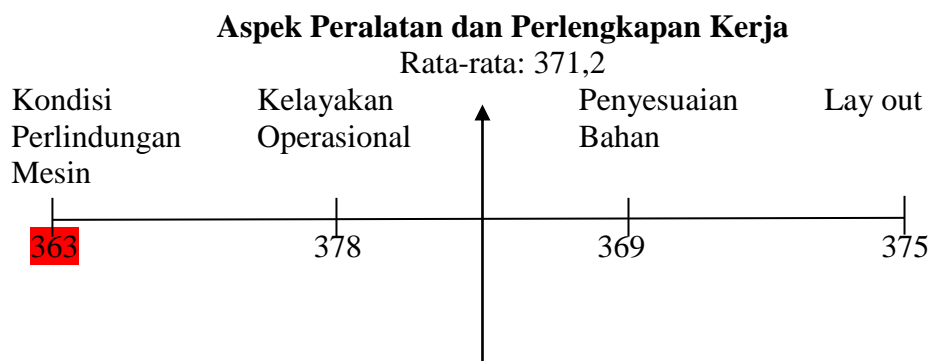 Aspek Peralatan dan Perlengkapan Kerja
Rata-rata: 371,2
Kondisi Perlindungan Mesin
Kelayakan Operasional
Penyesuaian Bahan
Lay out
363
378
369
375